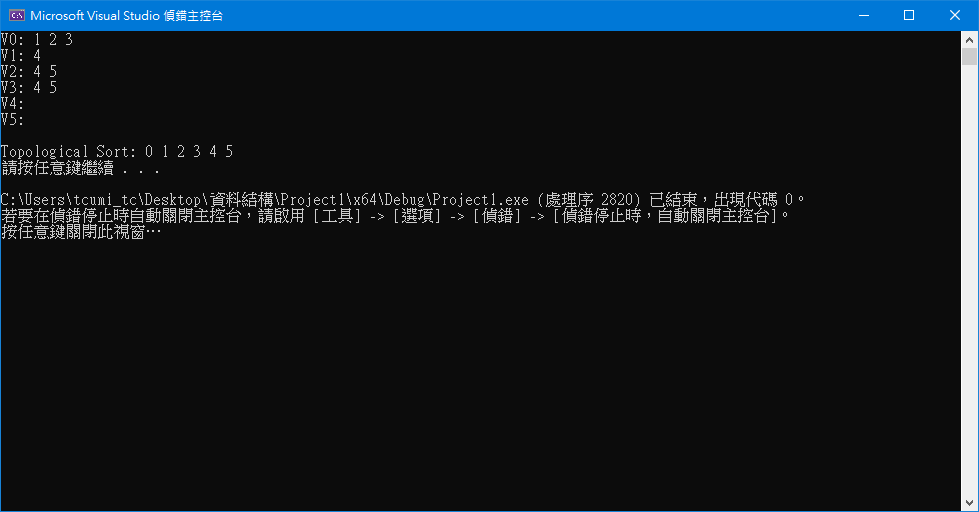 Microsoft Visual Studio 偵錯主控台
V0: 1 2 3
V1: 4
V2: 4 5
V3: 4 5
V4:
V5:
Topological Sort: 0 1 2 3 4 5
請按任意鍵繼續 . . .
C:\Users\tcumi_tc\Desktop\資料結構\Project1\x64\Debug\Project1.exe (處理序 2820) 已結束，出現代碼 0。
若要在偵錯停止時自動關閉主控台，請啟用 [工具] -> [選項] -> [偵錯] -> [偵錯停止時，自動關閉主控台]。
按任意鍵關閉此視窗…